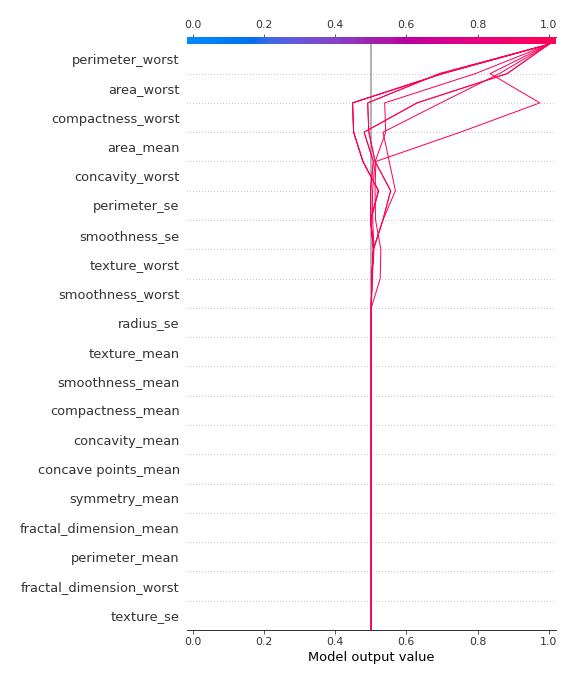 0.0 0.2 0.4 0.6 0.8 1.0
perimeter_worst
area_worst
compactness_worst
area_mean
concavity_worst
perimeter_se
smoothness_se
texture_worst
smoothness_worst
radius_se
texture_mean
smoothness_mean
compactness_mean
concavity_mean
concave points_mean
symmetry_mean
fractal_dimension_mean
perimeter_mean
fractal_dimension_worst
texture_se
0.0 0.2 0.4 0.6 0.8 1.0
Model output value